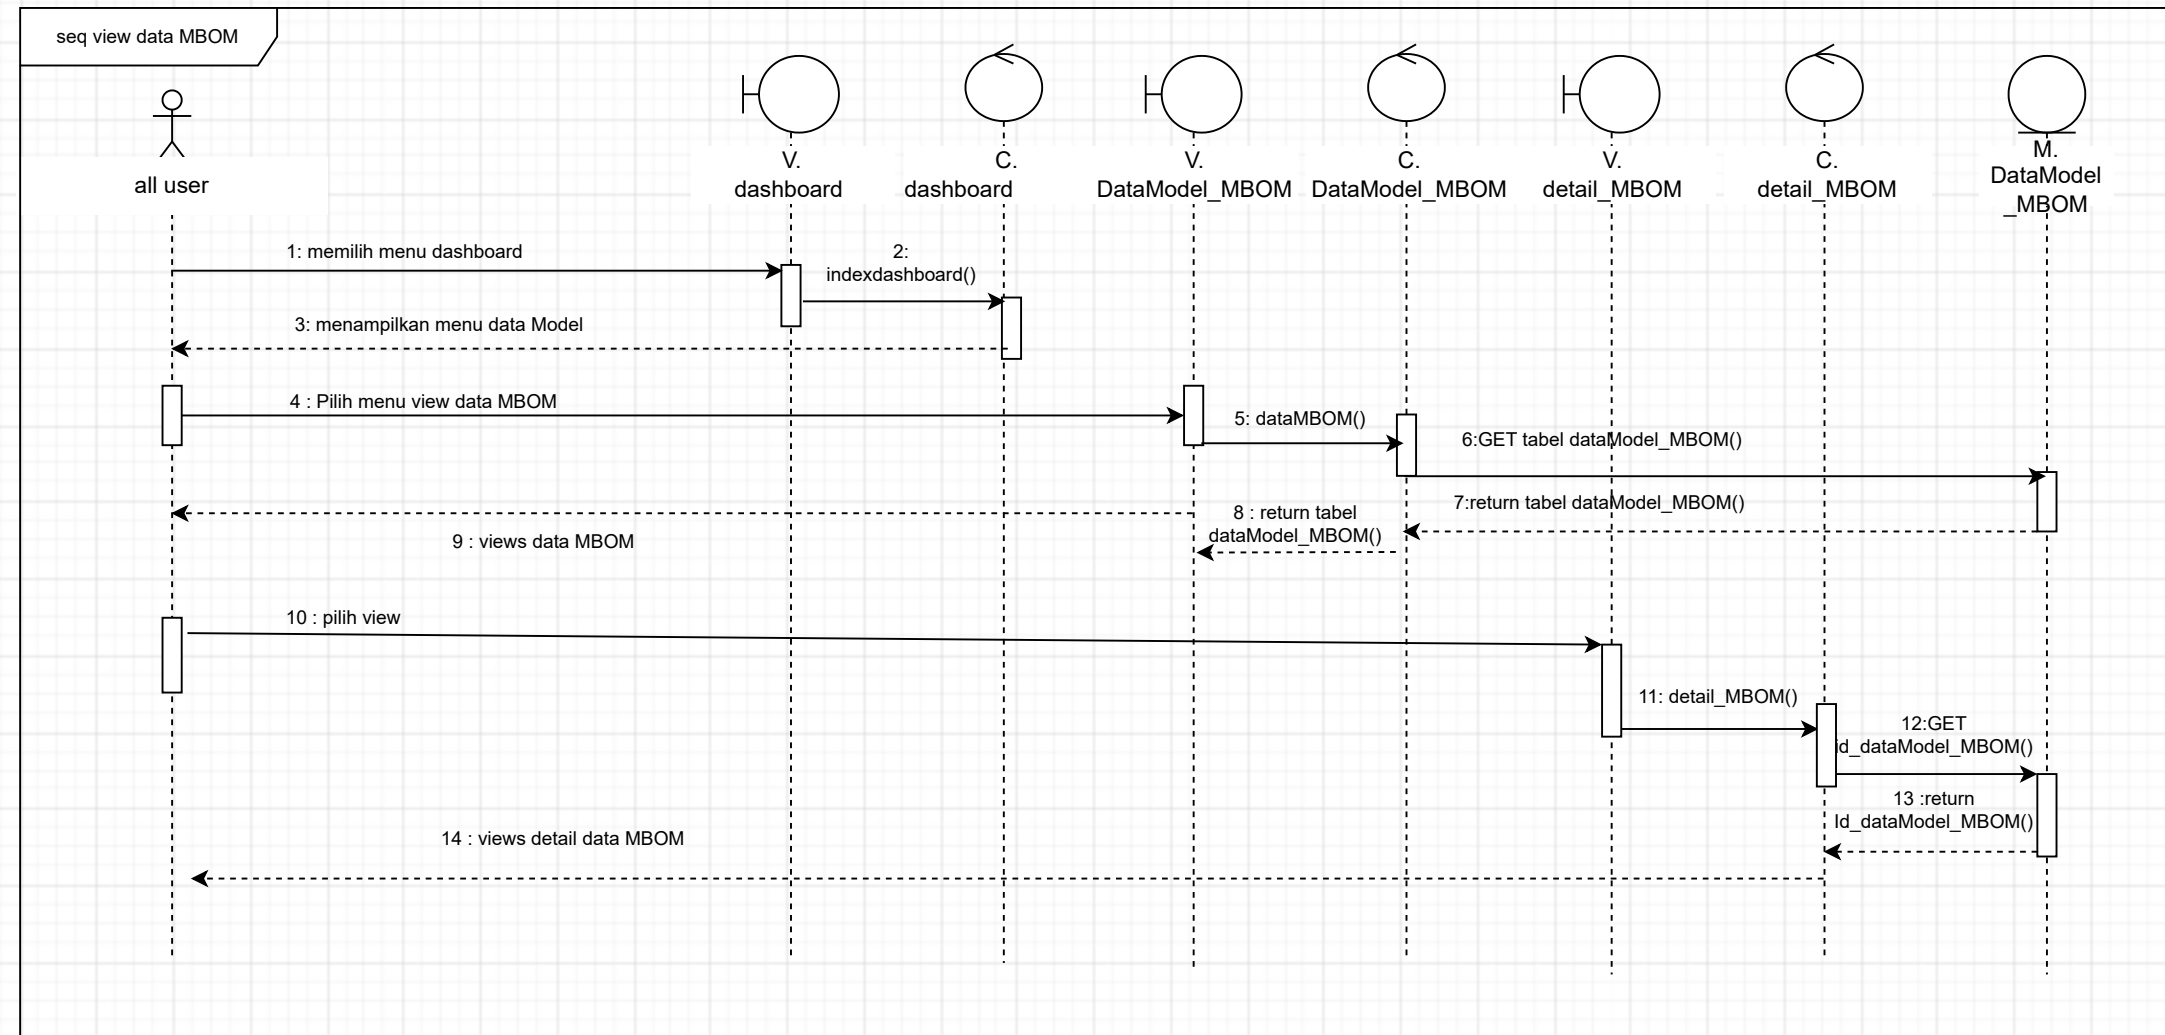 seq view data MBOM
all user
V.
dashboard
C.
dashboard
V.
DataModel_MBOM
C.
DataModel_MBOM
V.
detail_MBOM
C.
detail_MBOM
M.
DataModel
_MBOM
1: memilih menu dashboard
2:
indexdashboard()
3: menampilkan menu data Model
4 : Pilih menu view data MBOM
5: dataMBOM()
6:GET tabel dataModel_MBOM()
7:return tabel dataModel_MBOM()
8 : return tabel
dataModel_MBOM()
9 : views data MBOM
10 : pilih view
11: detail_MBOM()
12:GET
id_dataModel_MBOM()
13 :return
Id_dataModel_MBOM()
14 : views detail data MBOM